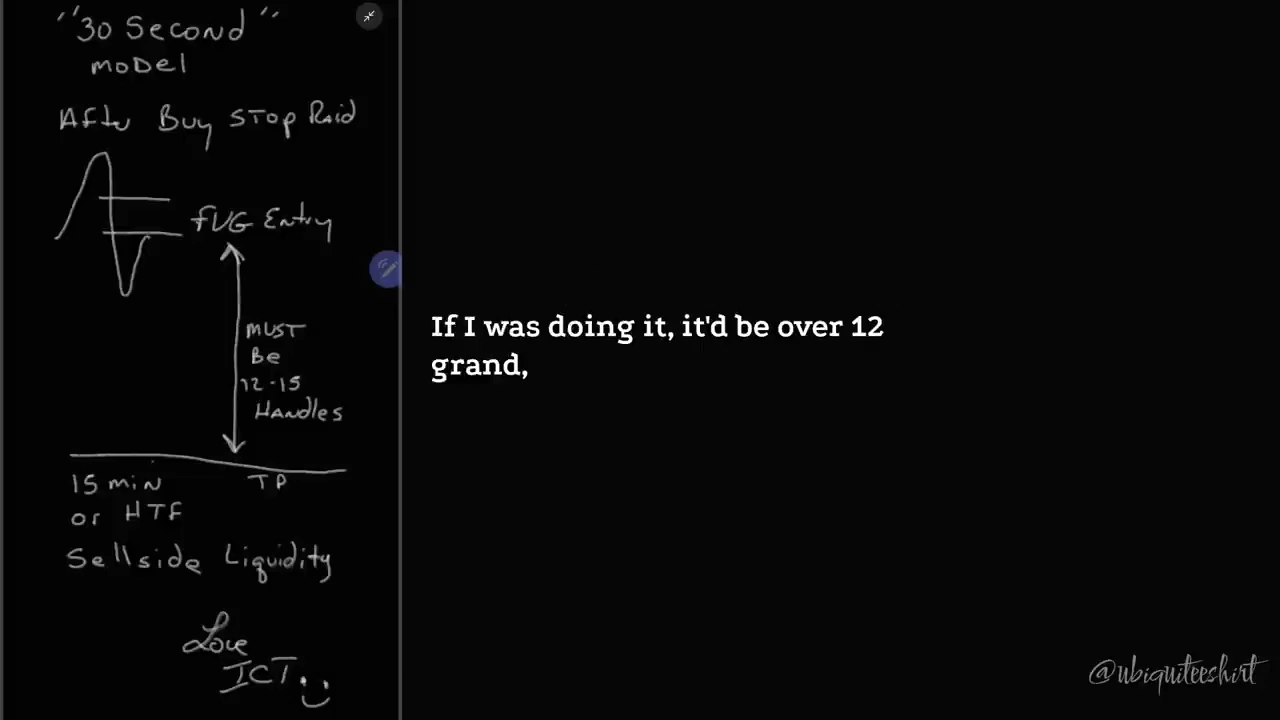 "30 Second"
model
After Buy Stop Raid
FVG Entry
MUST
Be
12-15
HANDles
15 min
or HTF
TP
Sellside Liquidity
Love
ICT
If I was doing it, it'd be over 12
grand,
@ubiquiteeshirt